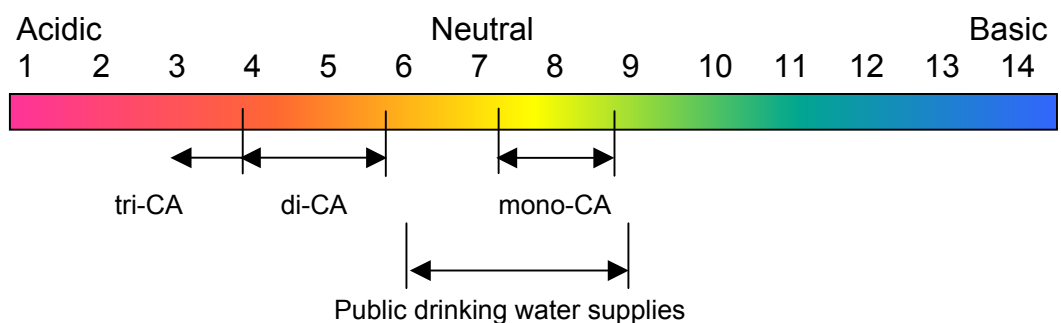 Acidic Neutral Basic
1 2 3 4 5 6 7 8 9 10 11 12 13 14
tri-CA di-CA mono-CA
Public drinking water supplies